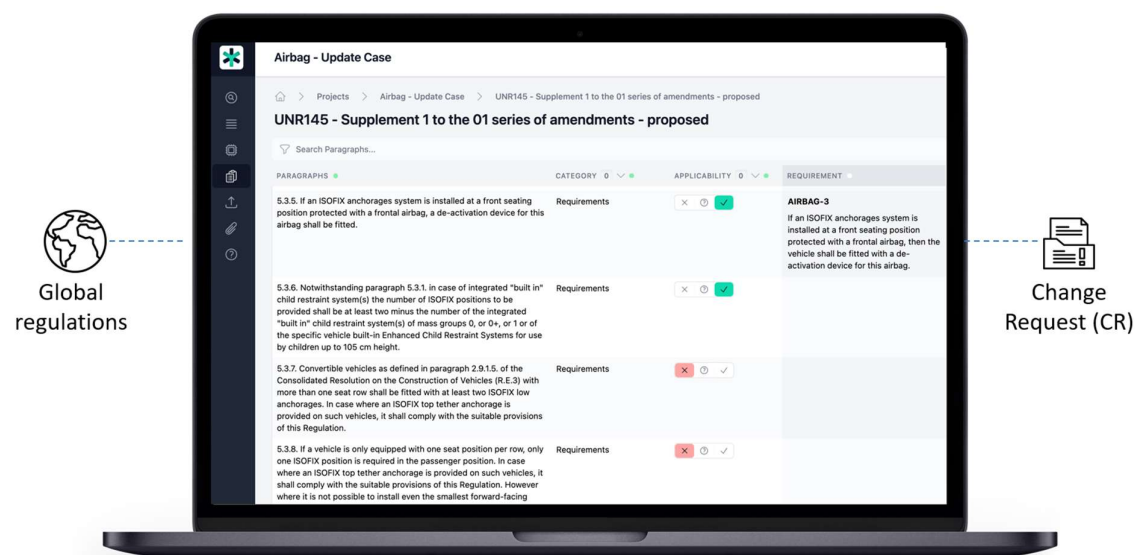 Airbag - Update Case
Projects > Airbag - Update Case > UNR145 - Supplement 1 to the 01 series of amendments - proposed
UNR145 - Supplement 1 to the 01 series of amendments - proposed
Search Paragraphs...
PARAGRAPHS CATEGORY 0 APPLICABILITY 0 REQUIREMENT
5.3.5. If an ISOFIX anchorages system is installed at a front seating
position protected with a frontal airbag, a de-activation device for this
airbag shall be fitted.
Requirements
AIRBAG-3
If an ISOFIX anchorages system is
installed at a front seating position
protected with a frontal airbag, then the
vehicle shall be fitted with a de-
activation device for this airbag.
5.3.6. Notwithstanding paragraph 5.3.1. in case of integrated "built in"
child restraint system(s) the number of ISOFIX positions to be
provided shall be at least two minus the number of the integrated
"built in" child restraint system(s) of mass groups 0, or 0+, or 1 or of
the specific vehicle built-in Enhanced Child Restraint Systems for use
by children up to 105 cm height.
Requirements
5.3.7. Convertible vehicles as defined in paragraph 2.9.1.5. of the
Consolidated Resolution on the Construction of Vehicles (R.E.3) with
more than one seat row shall be fitted with at least two ISOFIX low
anchorages. In case where an ISOFIX top tether anchorage is
provided on such vehicles, it shall comply with the suitable provisions
of this Regulation.
Requirements
5.3.8. If a vehicle is only equipped with one seat position per row, only
one ISOFIX position is required in the passenger position. In case
where an ISOFIX top tether anchorage is provided on such vehicles, it
shall comply with the suitable provisions of this Regulation. However
where it is not possible to install even the smallest forward-facing
Requirements
Global
regulations
Change
Request (CR)